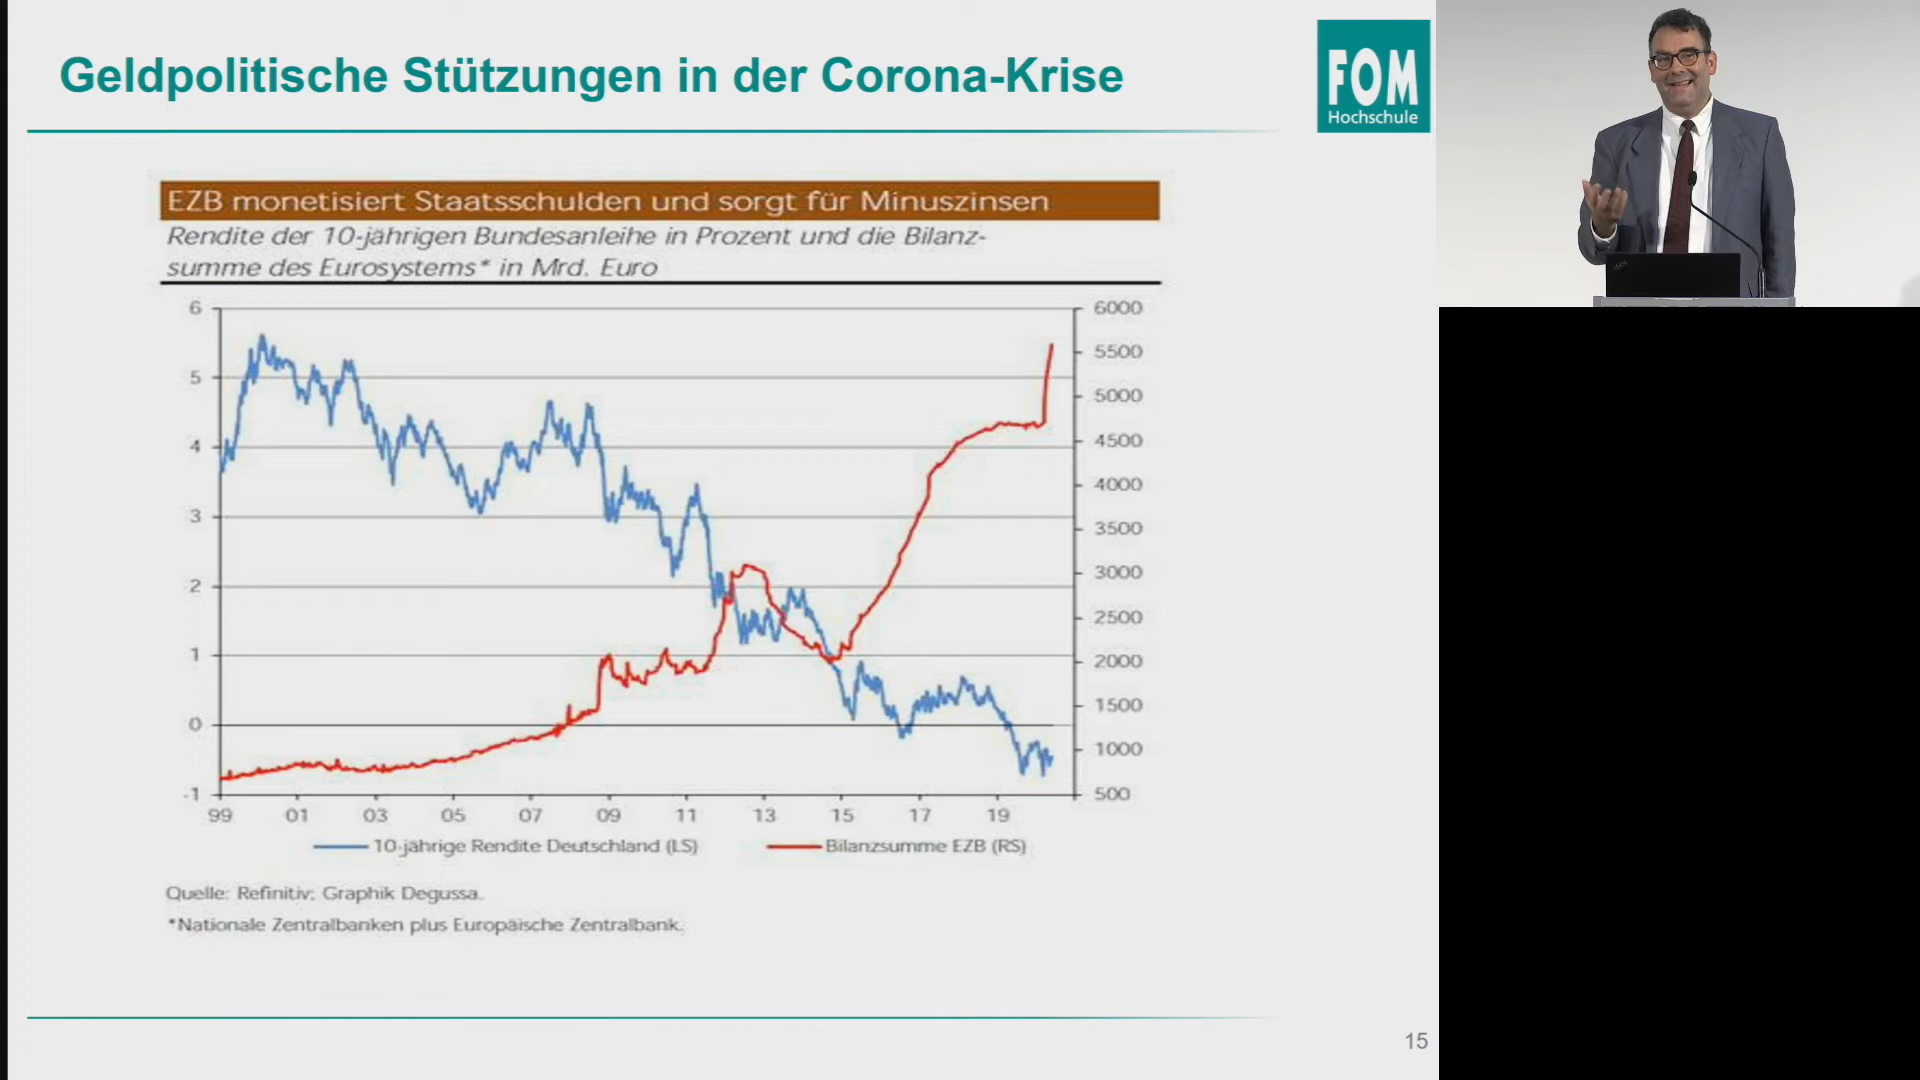 Geldpolitische Stützungen in der Corona-Krise
FOM
Hochschule
EZB monetisiert Staatsschulden und sorgt für Minuszinsen
Rendite der 10-jährigen Bundesanleihe in Prozent und die Bilanz-
summe des Eurosystems* in Mrd. Euro
6
5
4
3
2
1
0
-1
6000
5500
5000
4500
4000
3500
3000
2500
2000
1500
1000
500
99 01 03 05 07 09 11 13 15 17 19
10-jährige Rendite Deutschland (LS) Bilanzsumme EZB (RS)
Quelle: Refinitiv; Graphik Degussa.
*Nationale Zentralbanken plus Europäische Zentralbank.
15